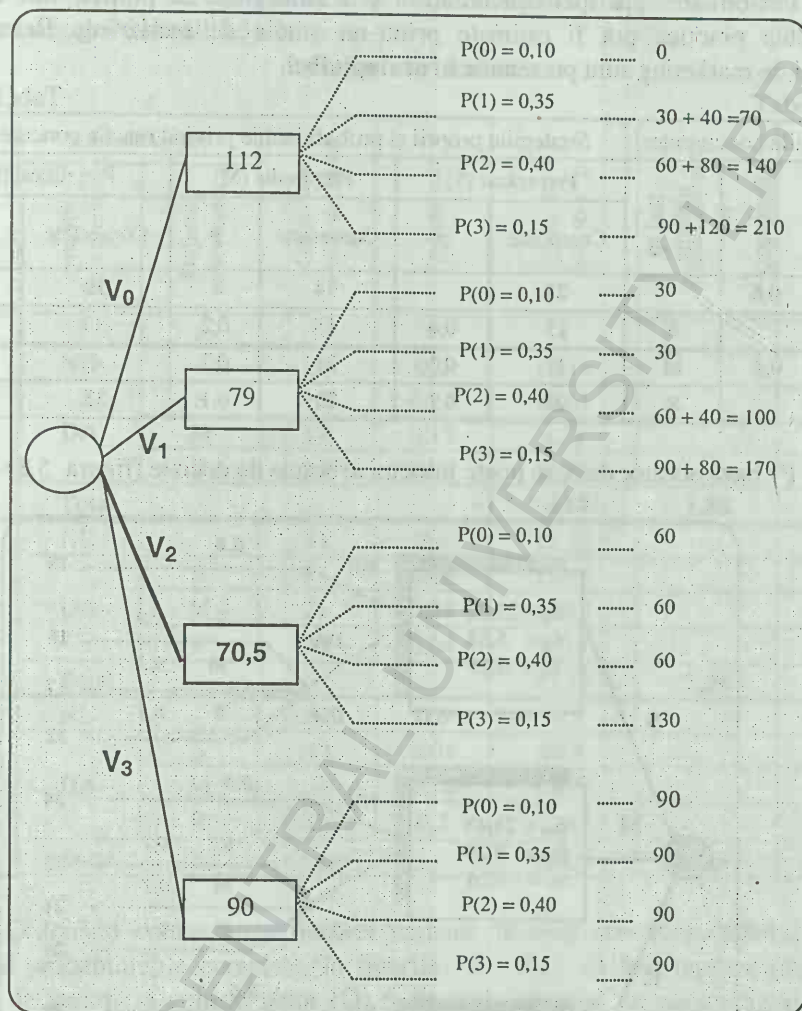 P(0) = 0,10 ........ 0
P(1) = 0,35 ........ 30 + 40 =70
112
P(2) = 0,40 ........ 60 + 80 = 140
P(3) = 0,15 ........ 90 +120 = 210
V0
P(0) = 0,10 ........ 30
P(1) = 0,35 ........ 30
79
P(2) = 0,40 ........ 60 + 40 = 100
V1
P(3) = 0,15 ........ 90 + 80 = 170
V2
P(0) = 0,10 ........ 60
P(1) = 0,35 ........ 60
70,5
P(2) = 0,40 ........ 60
P(3) = 0,15 ........ 130
V3
P(0) = 0,10 ........ 90
P(1) = 0,35 ........ 90
90
P(2) = 0,40 ........ 90
P(3) = 0,15 ........ 90
CENTRAL UNIVERSITY LIBR